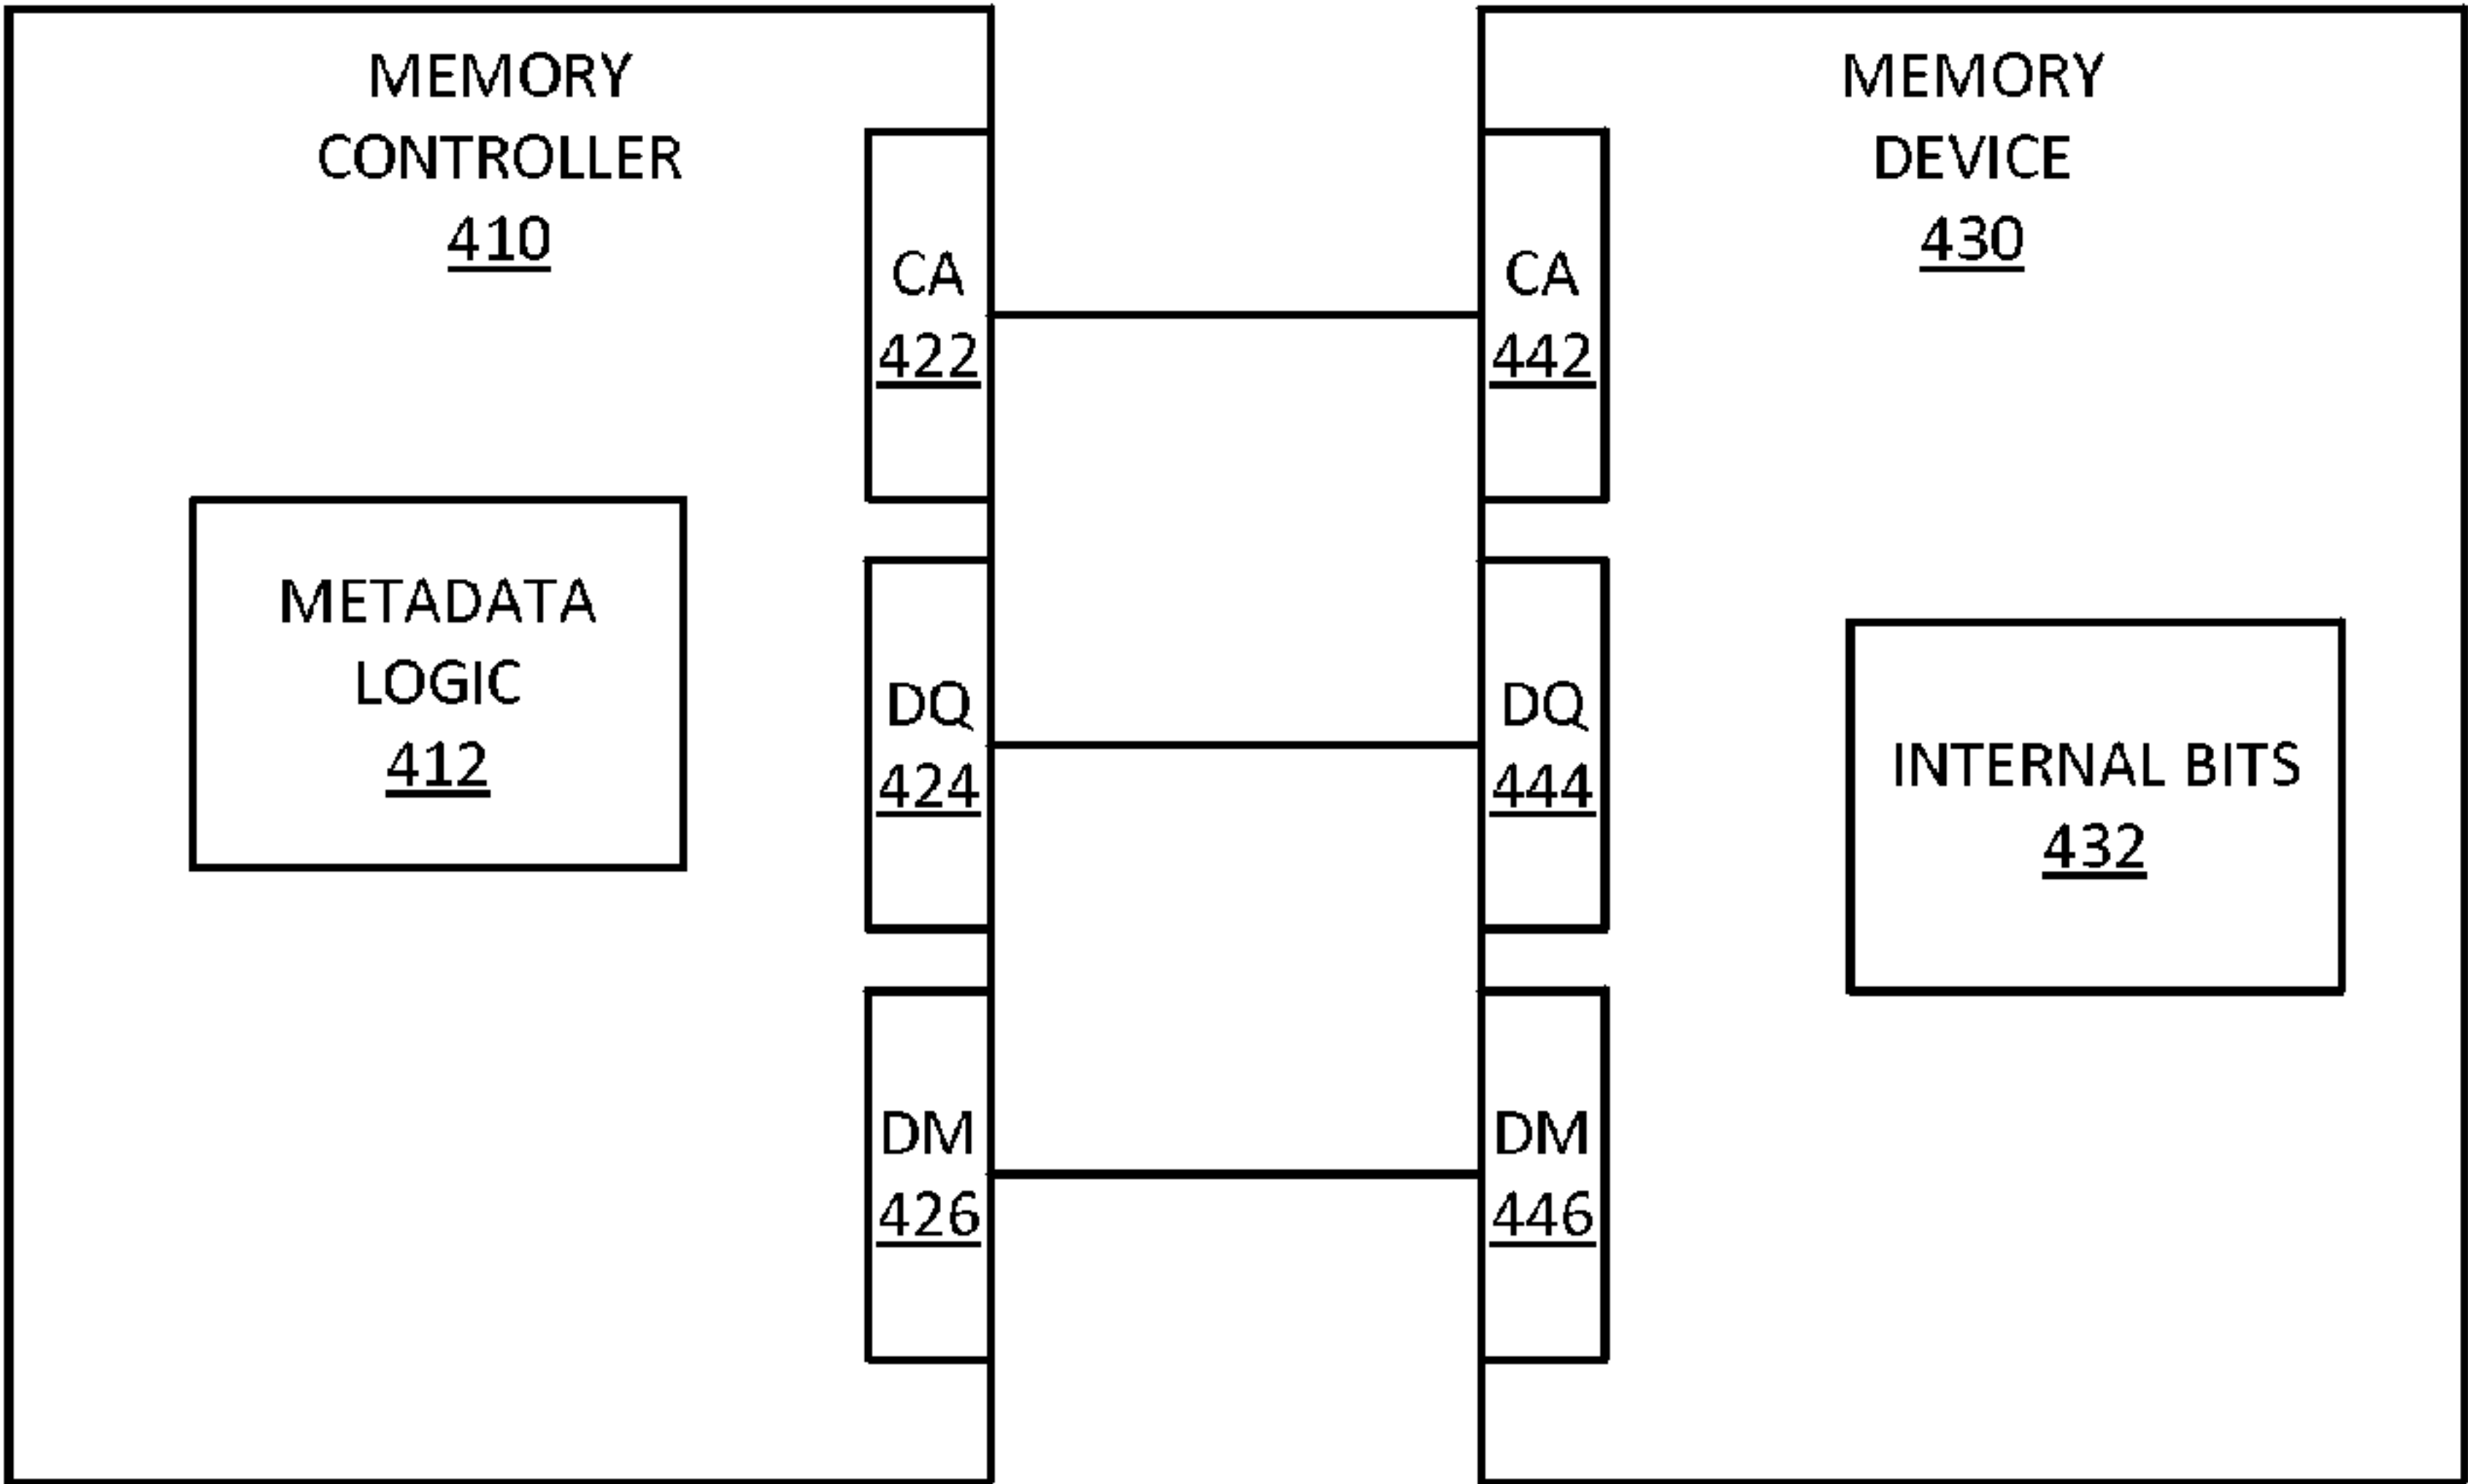 MEMORY
CONTROLLER
410
METADATA
LOGIC
412
CA
422
DQ
424
DM
426
CA
442
DQ
444
DM
446
MEMORY
DEVICE
430
INTERNAL BITS
432